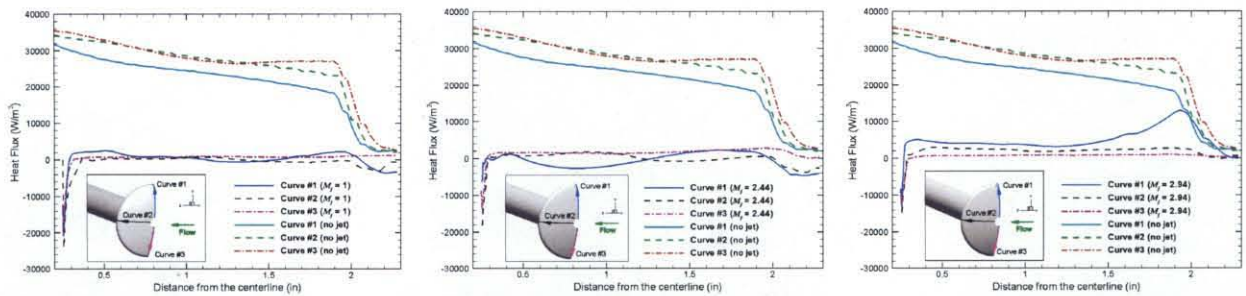 40000
30000
20000
10000
0
-10000
-20000
-30000
Heat Flux (W/m²)
0.5 1 1.5 2
Distance from the centerline (in)
Curve #1
Curve #2
Curve #3
Flow
Curve #1 (Mj = 1)
Curve #2 (Mj = 1)
Curve #3 (Mj = 1)
Curve #1 (no jet)
Curve #2 (no jet)
Curve #3 (no jet)
40000
30000
20000
10000
0
-10000
-20000
-30000
Heat Flux (W/m²)
0.5 1 1.5 2
Distance from the centerline (in)
Curve #1
Curve #2
Curve #3
Flow
Curve #1 (Mj = 2.44)
Curve #2 (Mj = 2.44)
Curve #3 (Mj = 2.44)
Curve #1 (no jet)
Curve #2 (no jet)
Curve #3 (no jet)
40000
30000
20000
10000
0
-10000
-20000
-30000
Heat Flux (W/m²)
0.5 1 1.5 2
Distance from the centerline (in)
Curve #1
Curve #2
Curve #3
Flow
Curve #1 (Mj = 2.94)
Curve #2 (Mj = 2.94)
Curve #3 (Mj = 2.94)
Curve #1 (no jet)
Curve #2 (no jet)
Curve #3 (no jet)